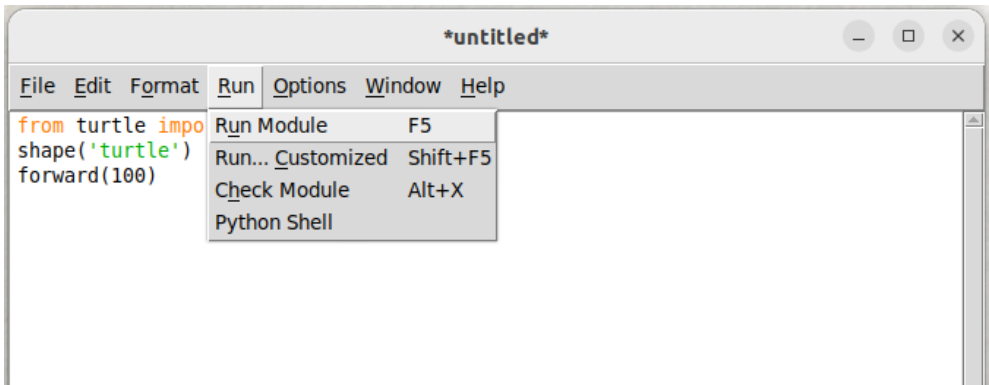 *untitled*
File Edit Format Run Options Window Help
from turtle impo
shape('turtle')
forward(100)
Run Module F5
Run... Customized Shift+F5
Check Module Alt+X
Python Shell